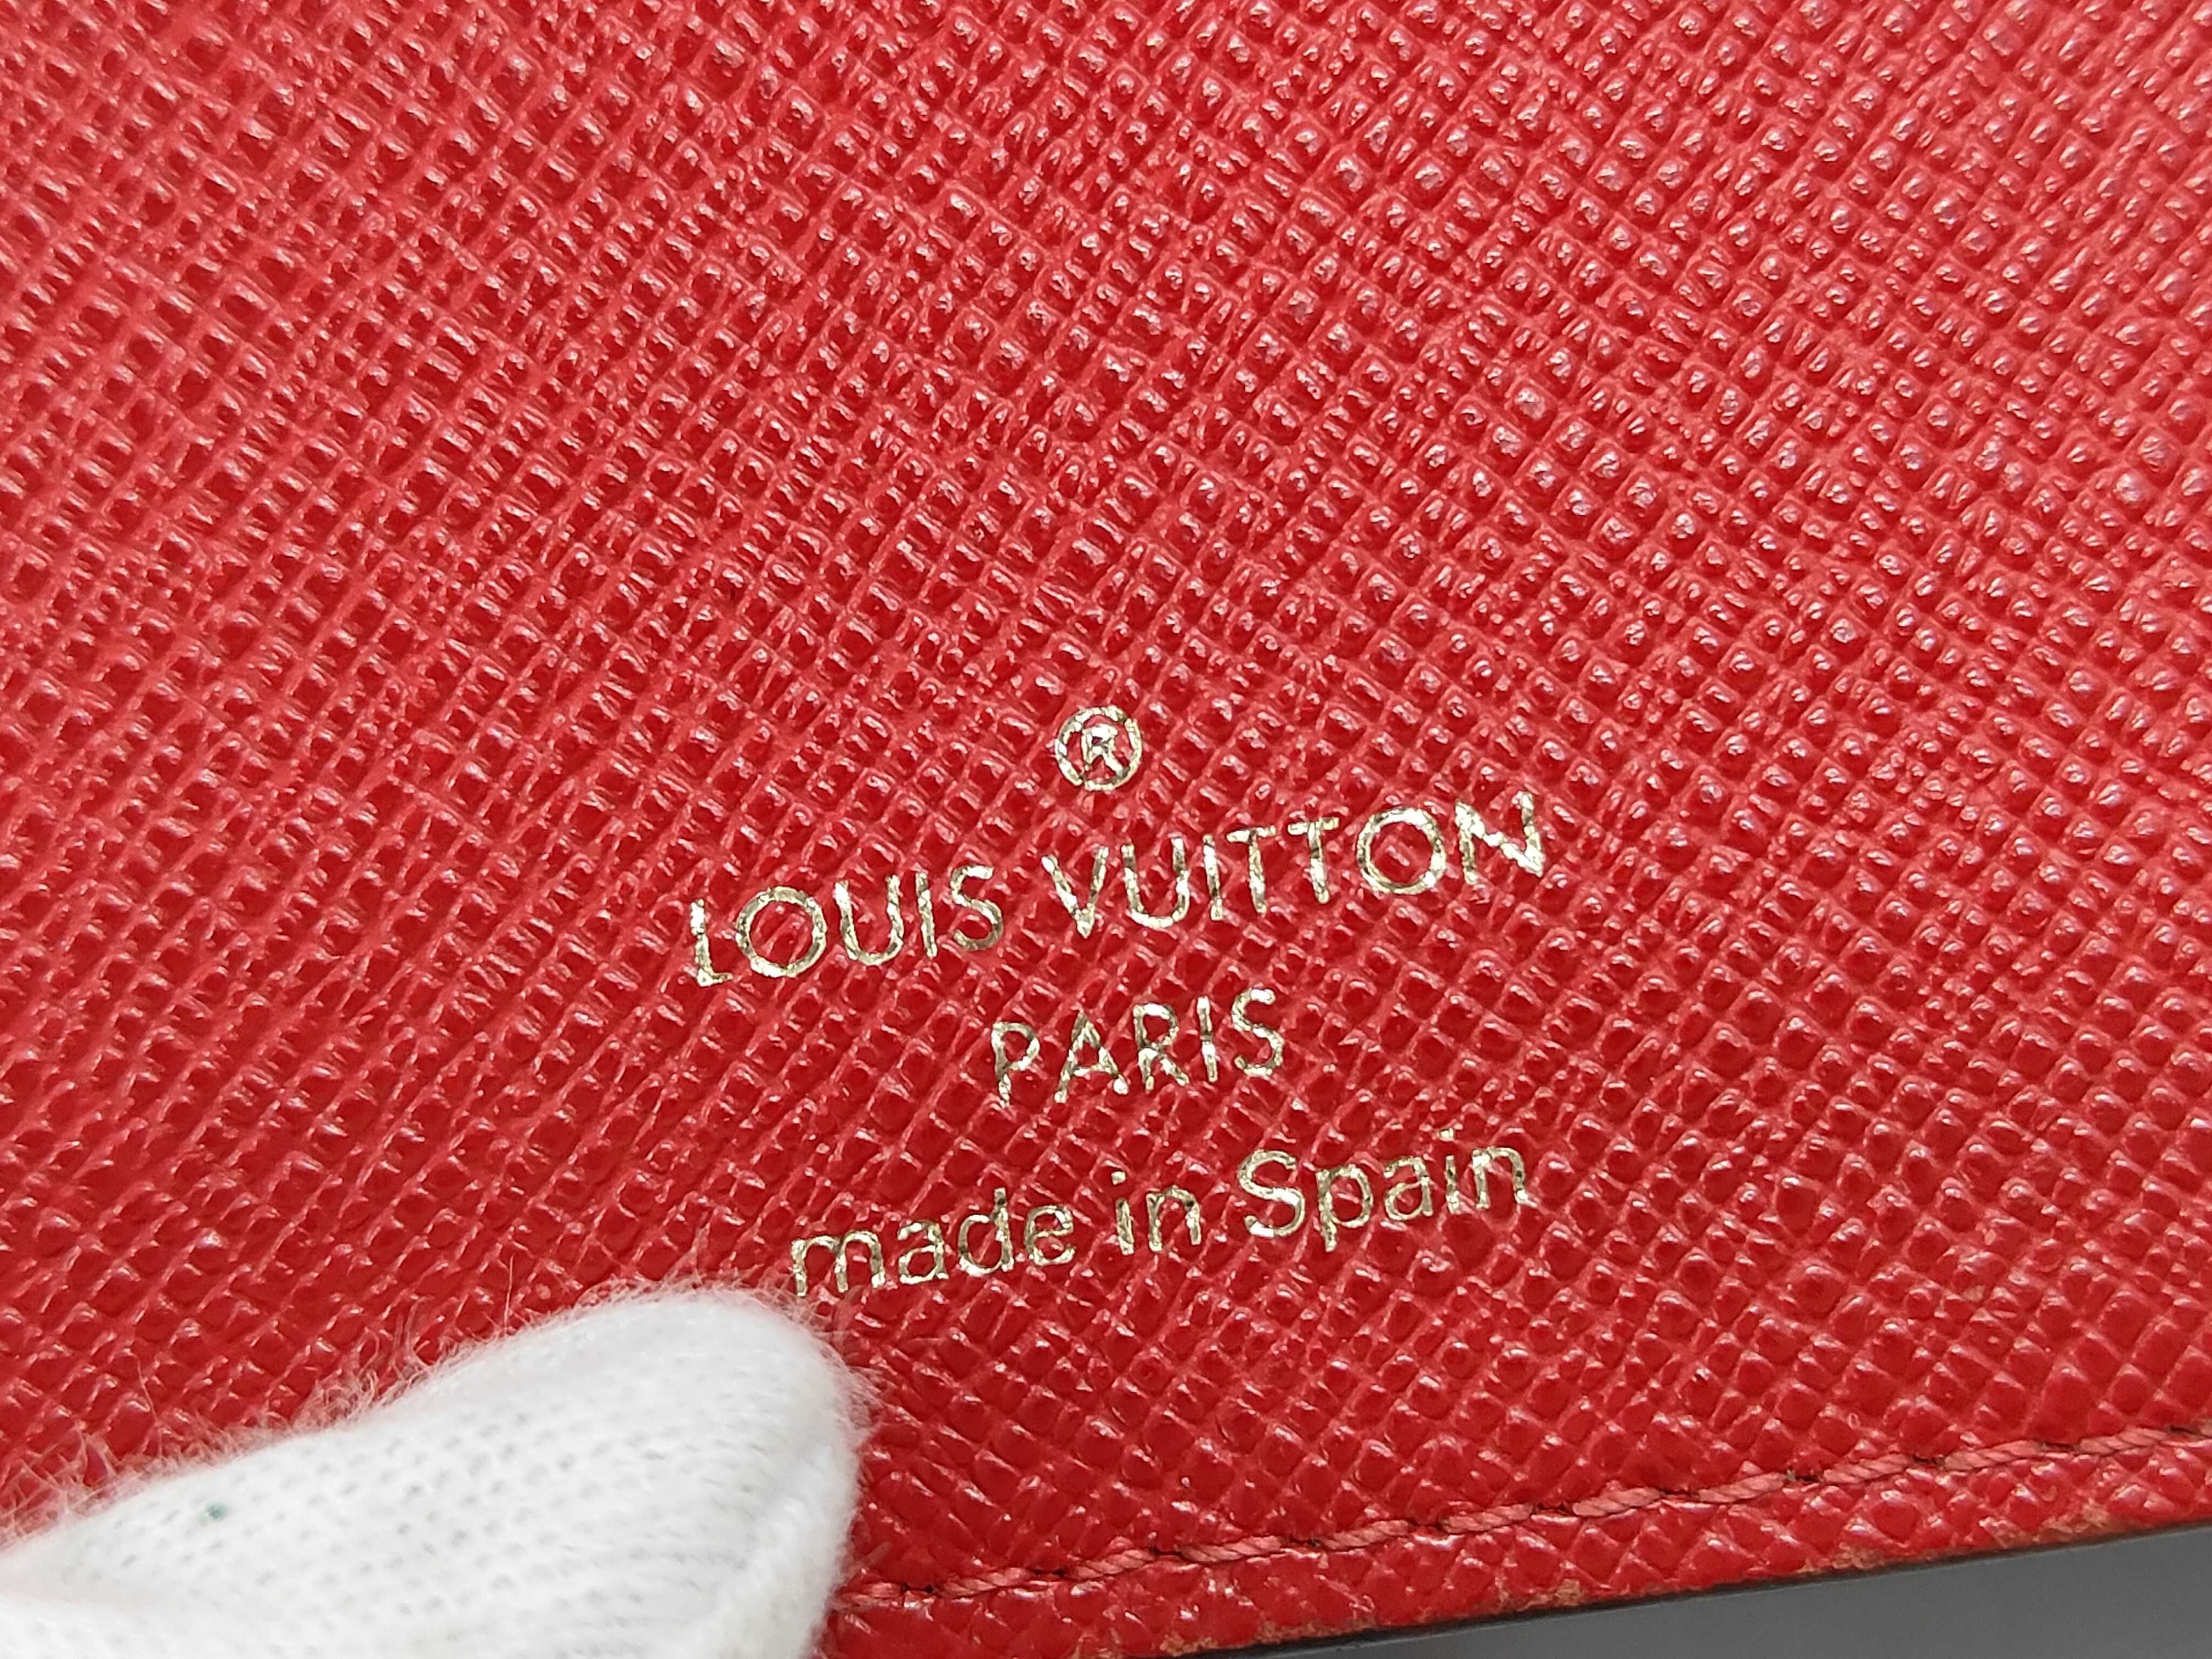 ®
LOUIS VUITTON
PARIS
made in Spain